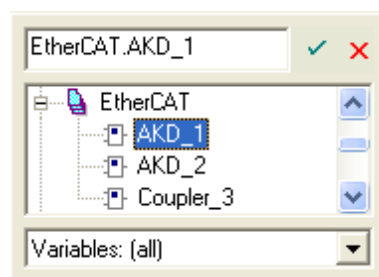 EtherCAT.AKD_1
EtherCAT
AKD_1
AKD_2
Coupler_3
Variables: (all)